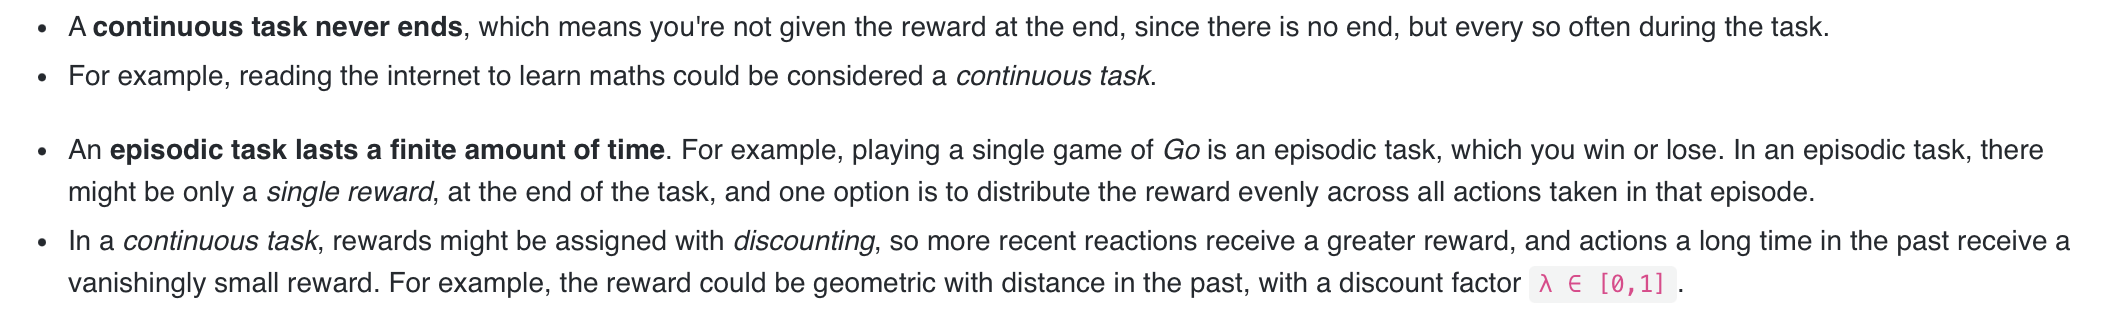 • A continuous task never ends, which means you're not given the reward at the end, since there is no end, but every so often during the task.
• For example, reading the internet to learn maths could be considered a continuous task.
• An episodic task lasts a finite amount of time. For example, playing a single game of Go is an episodic task, which you win or lose. In an episodic task, there
might be only a single reward, at the end of the task, and one option is to distribute the reward evenly across all actions taken in that episode.
• In a continuous task, rewards might be assigned with discounting, so more recent reactions receive a greater reward, and actions a long time in the past receive a
vanishingly small reward. For example, the reward could be geometric with distance in the past, with a discount factor λ ∈ [0,1] .